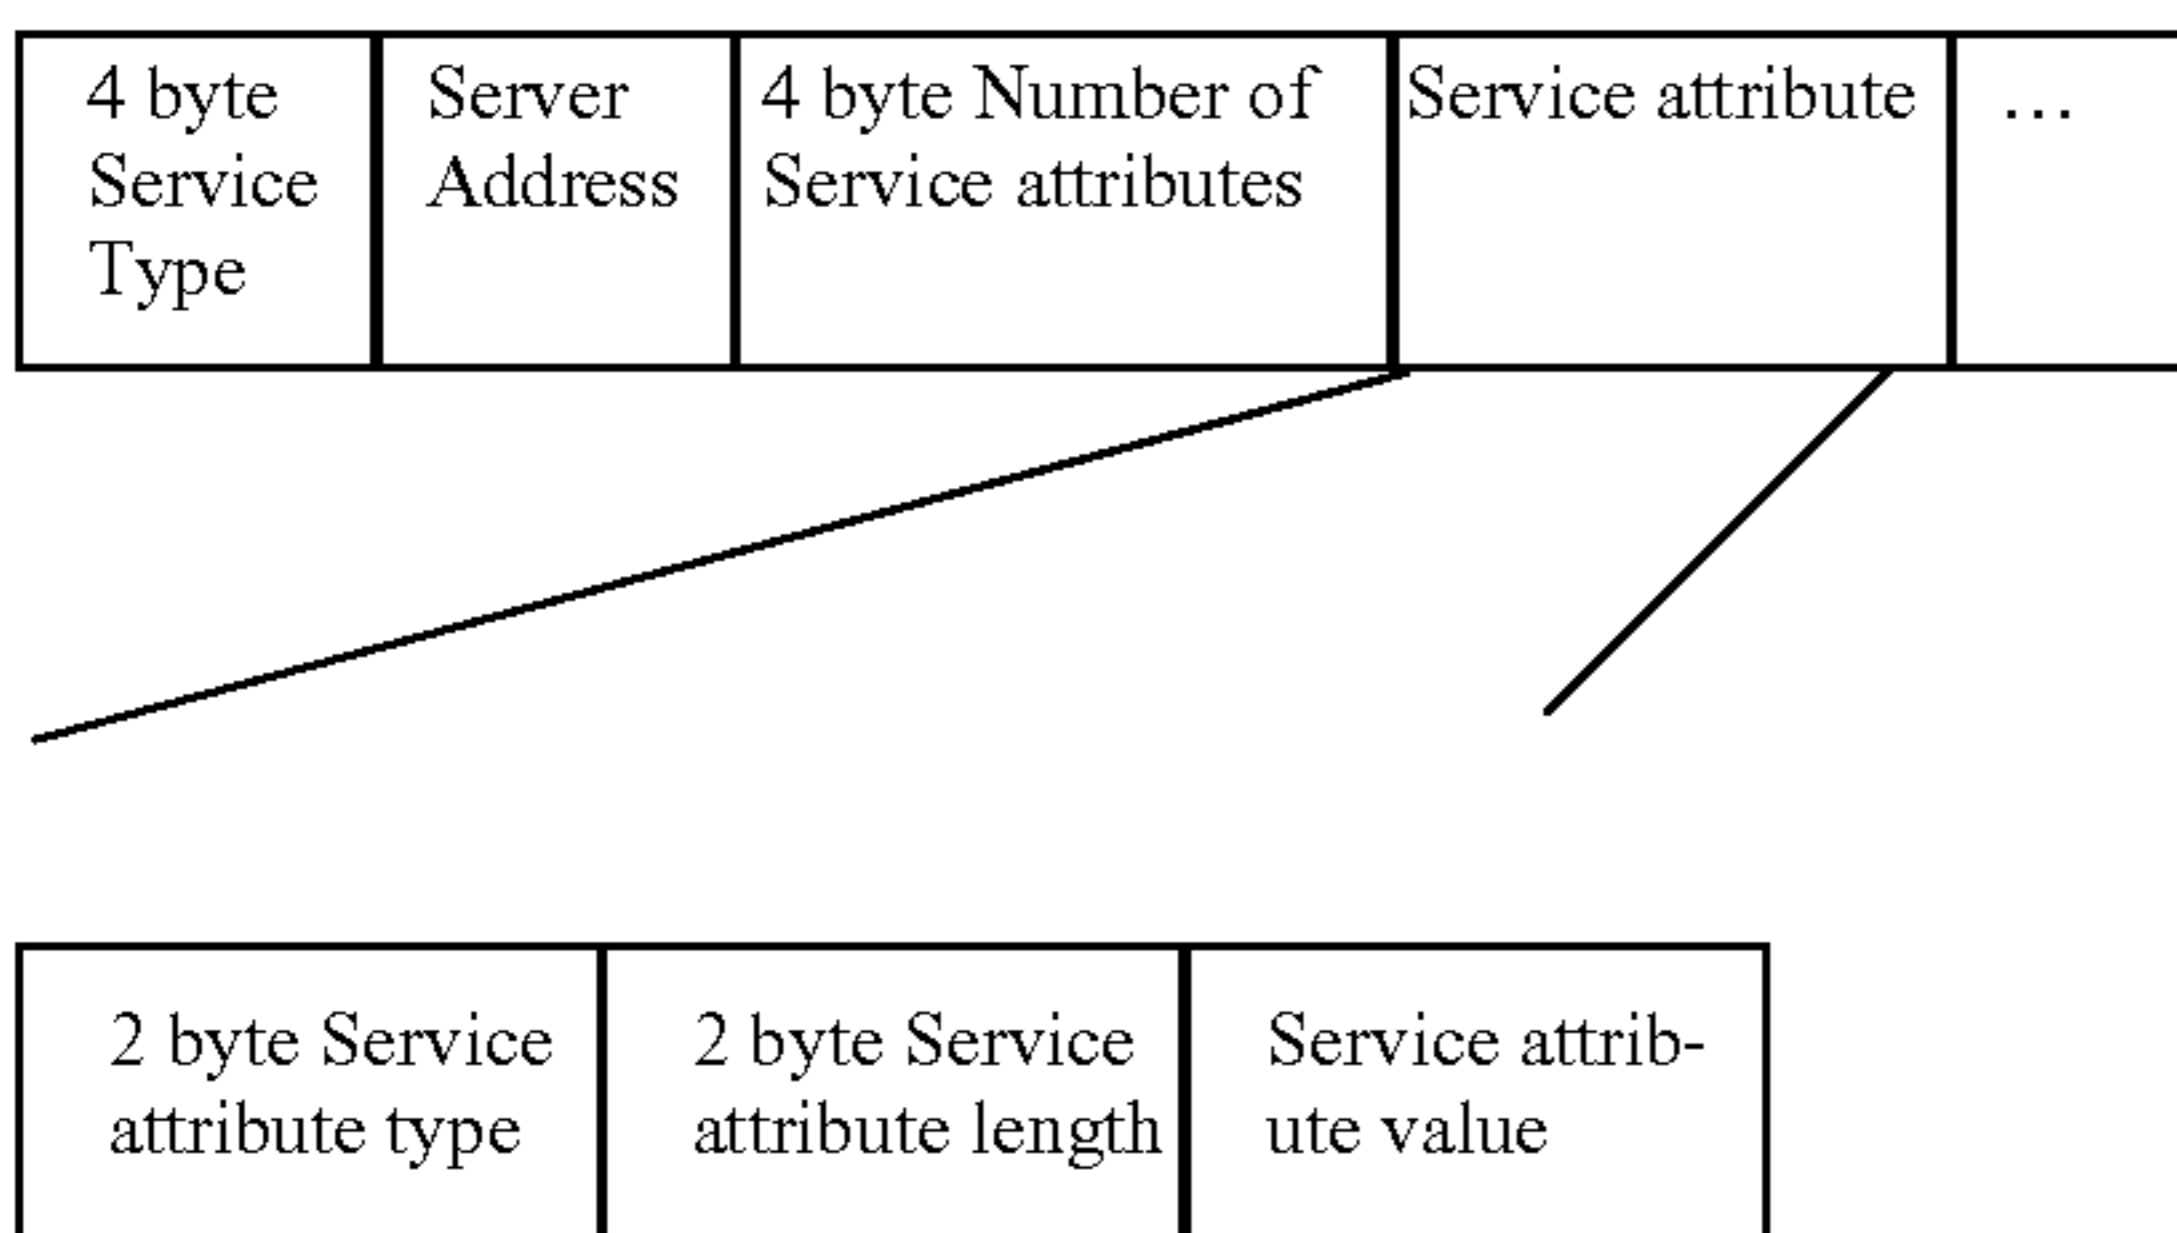 4 byte
Service
Type
Server
Address
4 byte Number of
Service attributes
Service attribute
...
2 byte Service
attribute type
2 byte Service
attribute length
Service attrib-
ute value